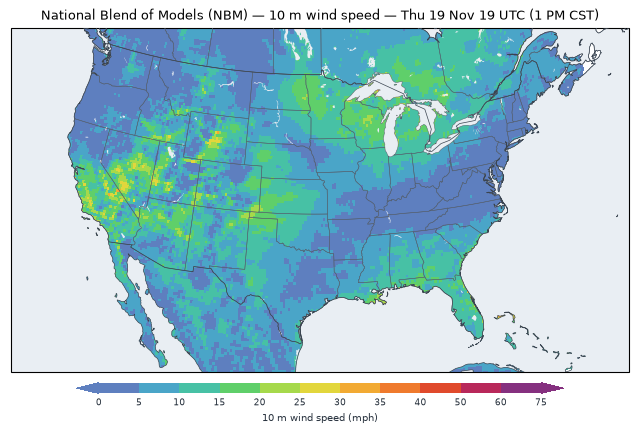 National Blend of Models (NBM) — 10 m wind speed — Thu 19 Nov 19 UTC (1 PM CST)
0 5 10 15 20 25 30 35 40 50 60 75
10 m wind speed (mph)